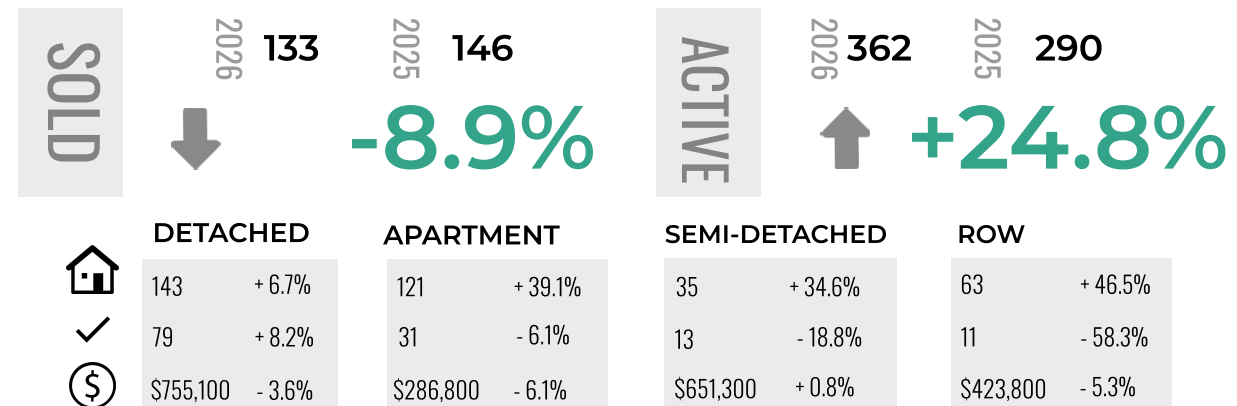 SOLD
2026 133 2025 146
-8.9%
ACTIVE
2026 362 2025 290
+24.8%
DETACHED
143 + 6.7%
79 + 8.2%
$755,100 - 3.6%
APARTMENT
121 + 39.1%
31 - 6.1%
$286,800 - 6.1%
SEMI-DETACHED
35 + 34.6%
13 - 18.8%
$651,300 + 0.8%
ROW
63 + 46.5%
11 - 58.3%
$423,800 - 5.3%